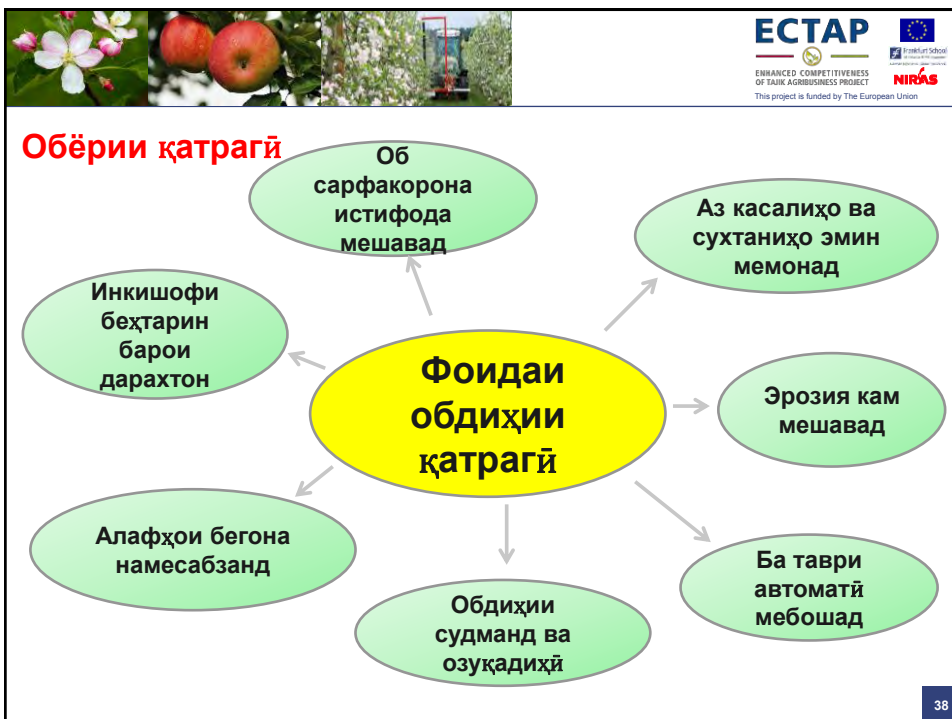 ECTAP
ENHANCED COMPETITIVENESS
OF TAJIK AGRIBUSINESS PROJECT
Frankfurt School
NIRAS
This project is funded by The European Union
Обёрии қатрагӣ
Об
сарфакорона
истифода
мешавад
Аз касалиҳо ва
сухтаниҳо эмин
мемонад
Инкишофи
беҳтарин
барои
дарахтон
Фоидаи
обдиҳии
қатрагӣ
Эрозия кам
мешавад
Алафҳои бегона
намесабзанд
Ба таври
автоматӣ
мебошад
Обдиҳии
судманд ва
озуқадиҳӣ
38